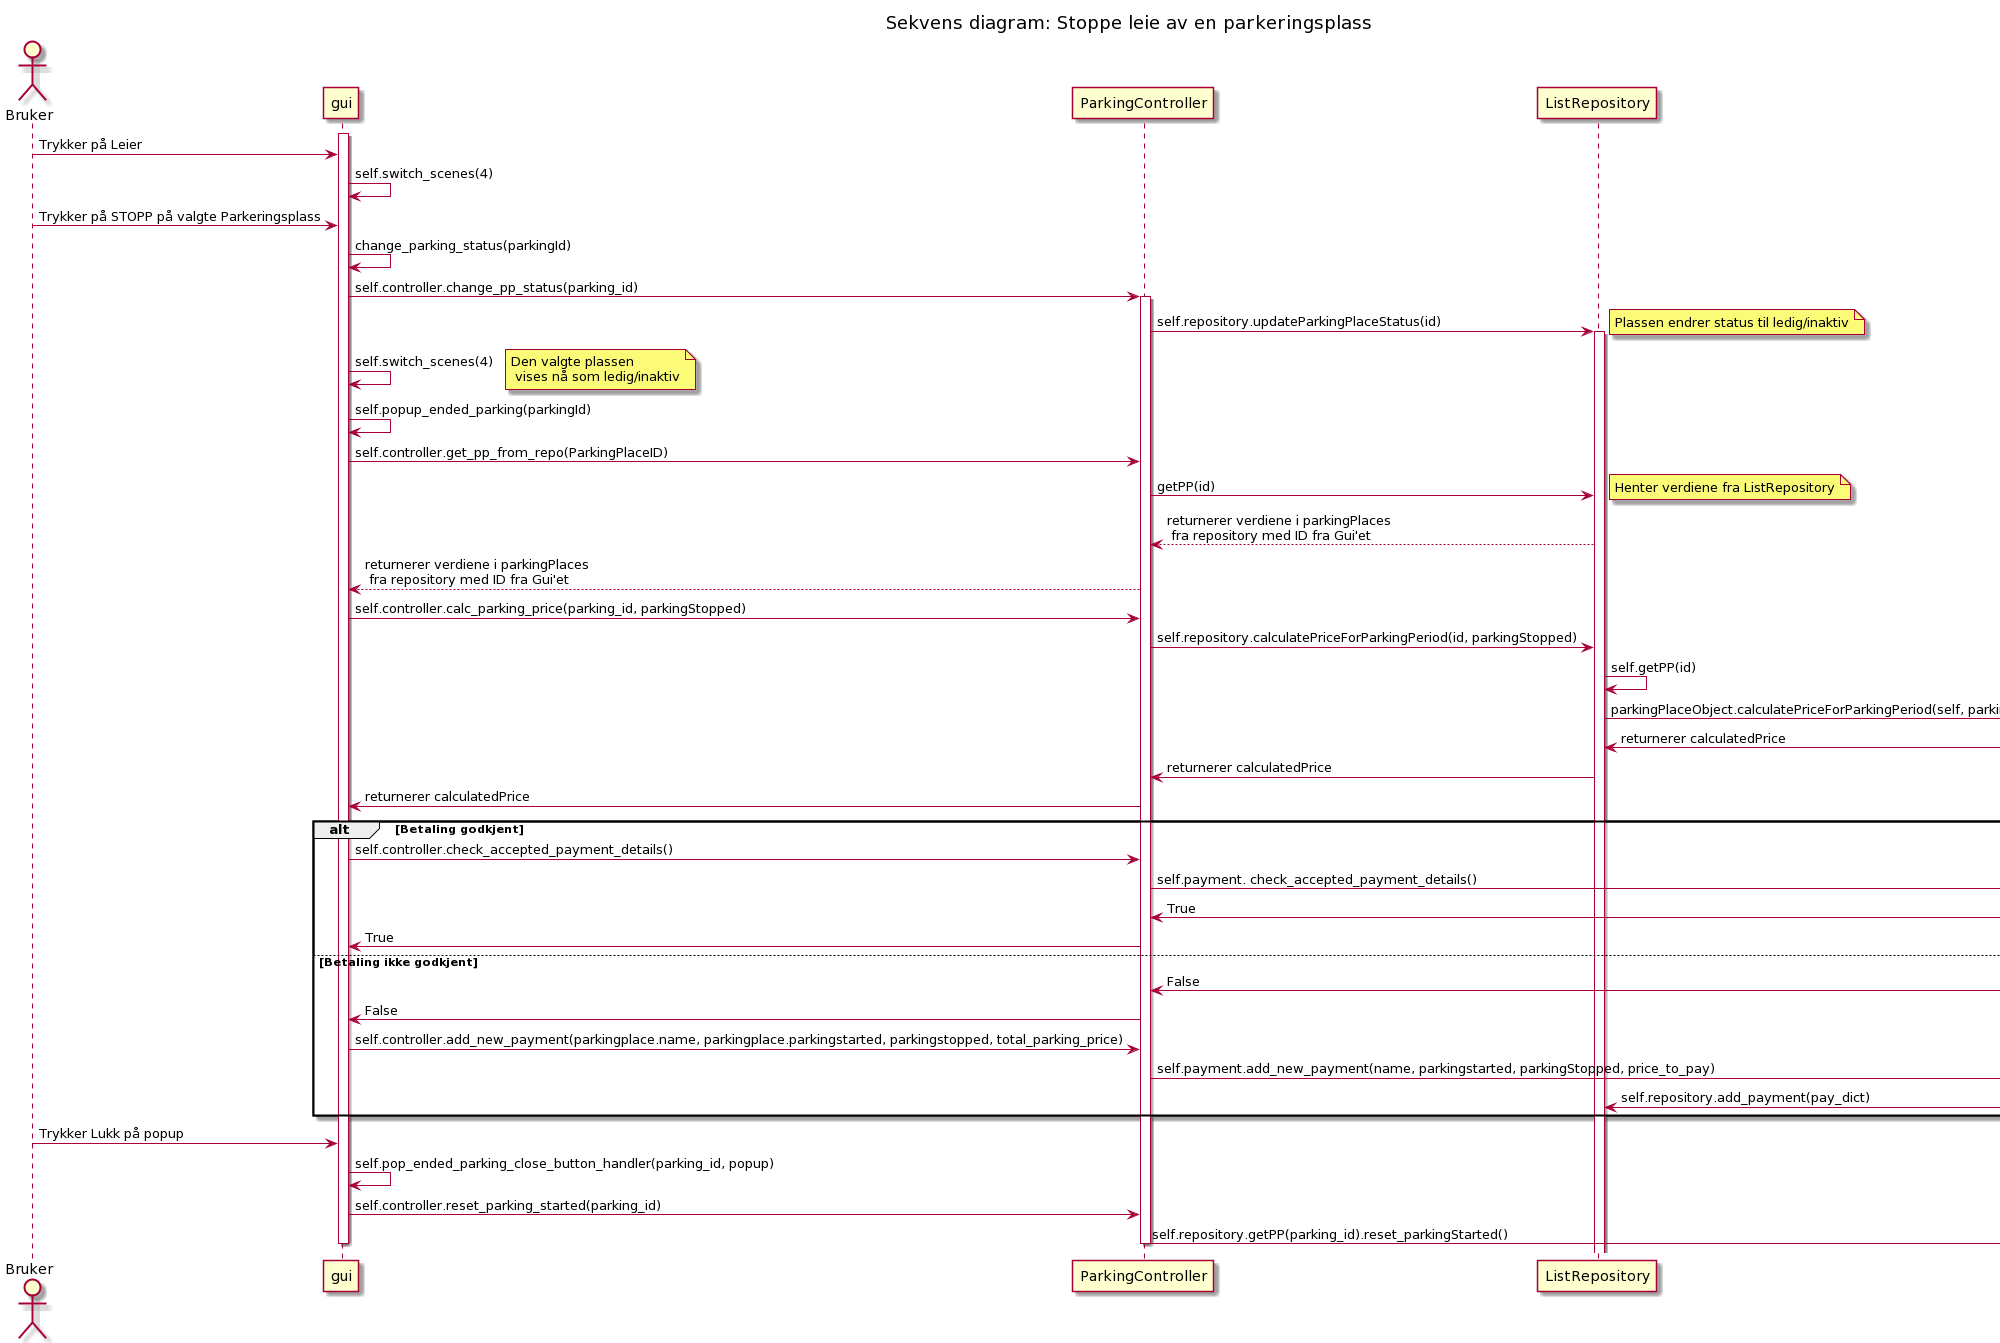 Sekvens diagram: Stoppe leie av en parkeringsplass
Bruker
gui
ParkingController
ListRepository
Trykker på Leier
self.switch_scenes(4)
Trykker på STOPP på valgte Parkeringsplass
change_parking_status(parkingId)
self.controller.change_pp_status(parking_id)
self.repository.updateParkingPlaceStatus(id)
Plassen endrer status til ledig/inaktiv
self.switch_scenes(4)
Den valgte plassen
vises nå som ledig/inaktiv
self.popup_ended_parking(parkingId)
self.controller.get_pp_from_repo(ParkingPlaceID)
getPP(id)
Henter verdiene fra ListRepository
returnerer verdiene i parkingPlaces
fra repository med ID fra Gui'et
returnerer verdiene i parkingPlaces
fra repository med ID fra Gui'et
self.controller.calc_parking_price(parking_id, parkingStopped)
self.repository.calculatePriceForParkingPeriod(id, parkingStopped)
self.getPP(id)
parkingPlaceObject.calculatePriceForParkingPeriod(self, parki
returnerer calculatedPrice
returnerer calculatedPrice
returnerer calculatedPrice
alt [Betaling godkjent]
self.controller.check_accepted_payment_details()
self.payment. check_accepted_payment_details()
True
True
[Betaling ikke godkjent]
False
False
self.controller.add_new_payment(parkingplace.name, parkingplace.parkingstarted, parkingstopped, total_parking_price)
self.payment.add_new_payment(name, parkingstarted, parkingStopped, price_to_pay)
self.repository.add_payment(pay_dict)
Trykker Lukk på popup
self.pop_ended_parking_close_button_handler(parking_id, popup)
self.controller.reset_parking_started(parking_id)
self.repository.getPP(parking_id).reset_parkingStarted()
Bruker
gui
ParkingController
ListRepository